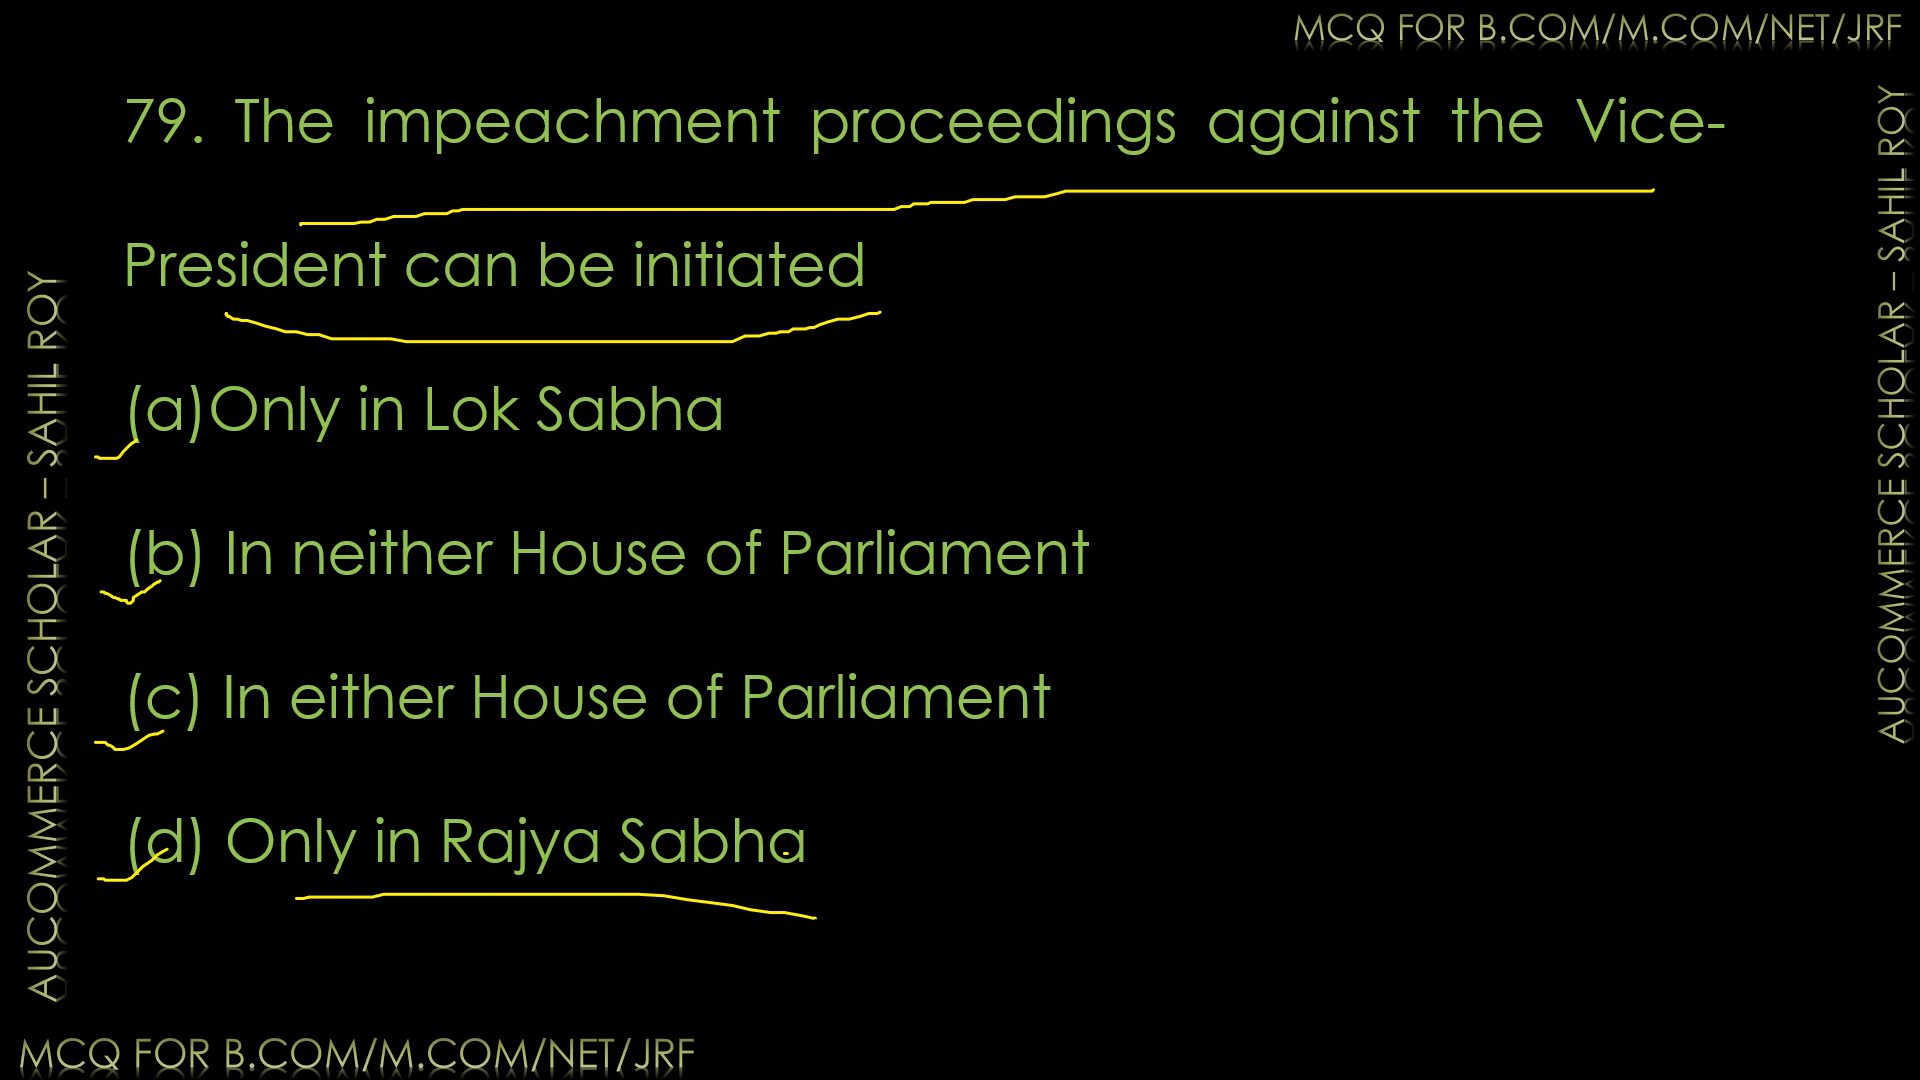 MCQ FOR B.COM/M.COM/NET/JRF
79. The impeachment proceedings against the Vice-
President can be initiated
(a)Only in Lok Sabha
(b) In neither House of Parliament
(c) In either House of Parliament
(d) Only in Rajya Sabha
AUCOMMERCE SCHOLAR – SAHIL ROY
AUCOMMERCE SCHOLAR – SAHIL ROY
MCQ FOR B.COM/M.COM/NET/JRF